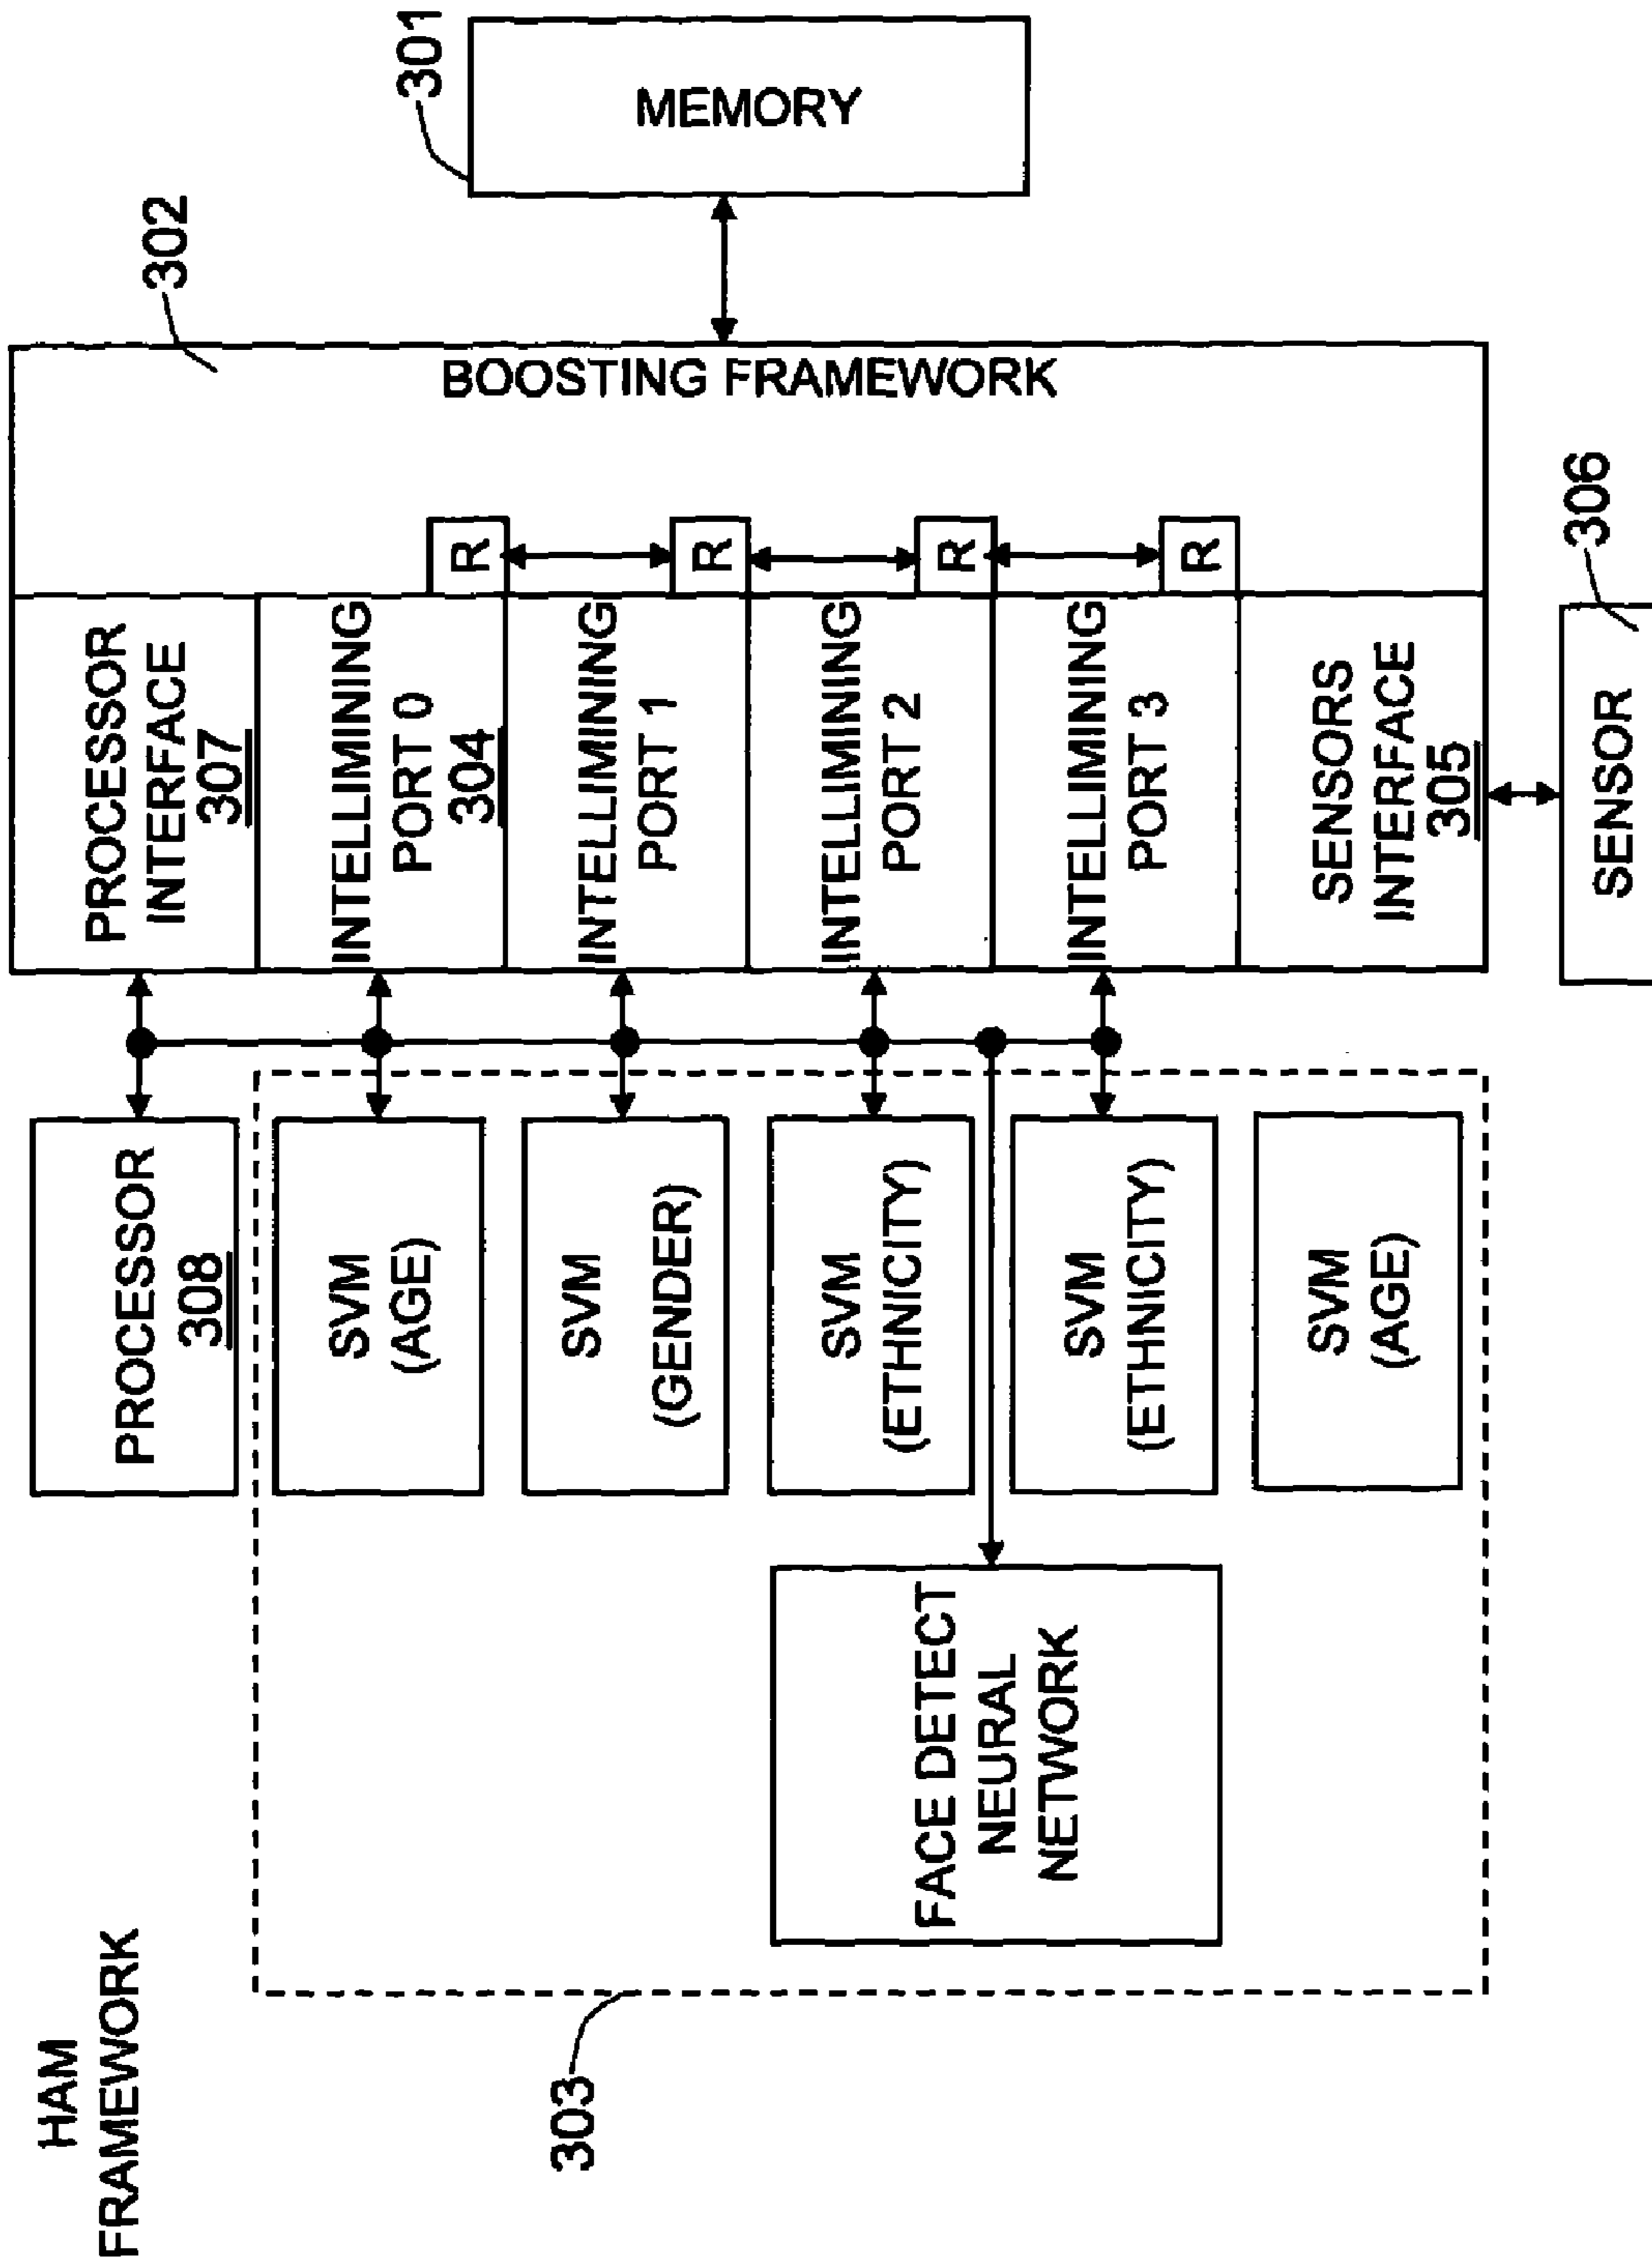 HAM
FRAMEWORK
PROCESSOR
308
PROCESSOR
INTERFACE
307
302
301
MEMORY
BOOSTING FRAMEWORK
SVM
(AGE)
INTELLIMINING
PORT 0
304
R
SVM
(GENDER)
INTELLIMINING
PORT 1
R
303
FACE DETECT
NEURAL
NETWORK
SVM
(ETHNICITY)
INTELLIMINING
PORT 2
R
SVM
(ETHNICITY)
INTELLIMINING
PORT 3
R
SVM
(AGE)
SENSORS
INTERFACE
305
SENSOR
306